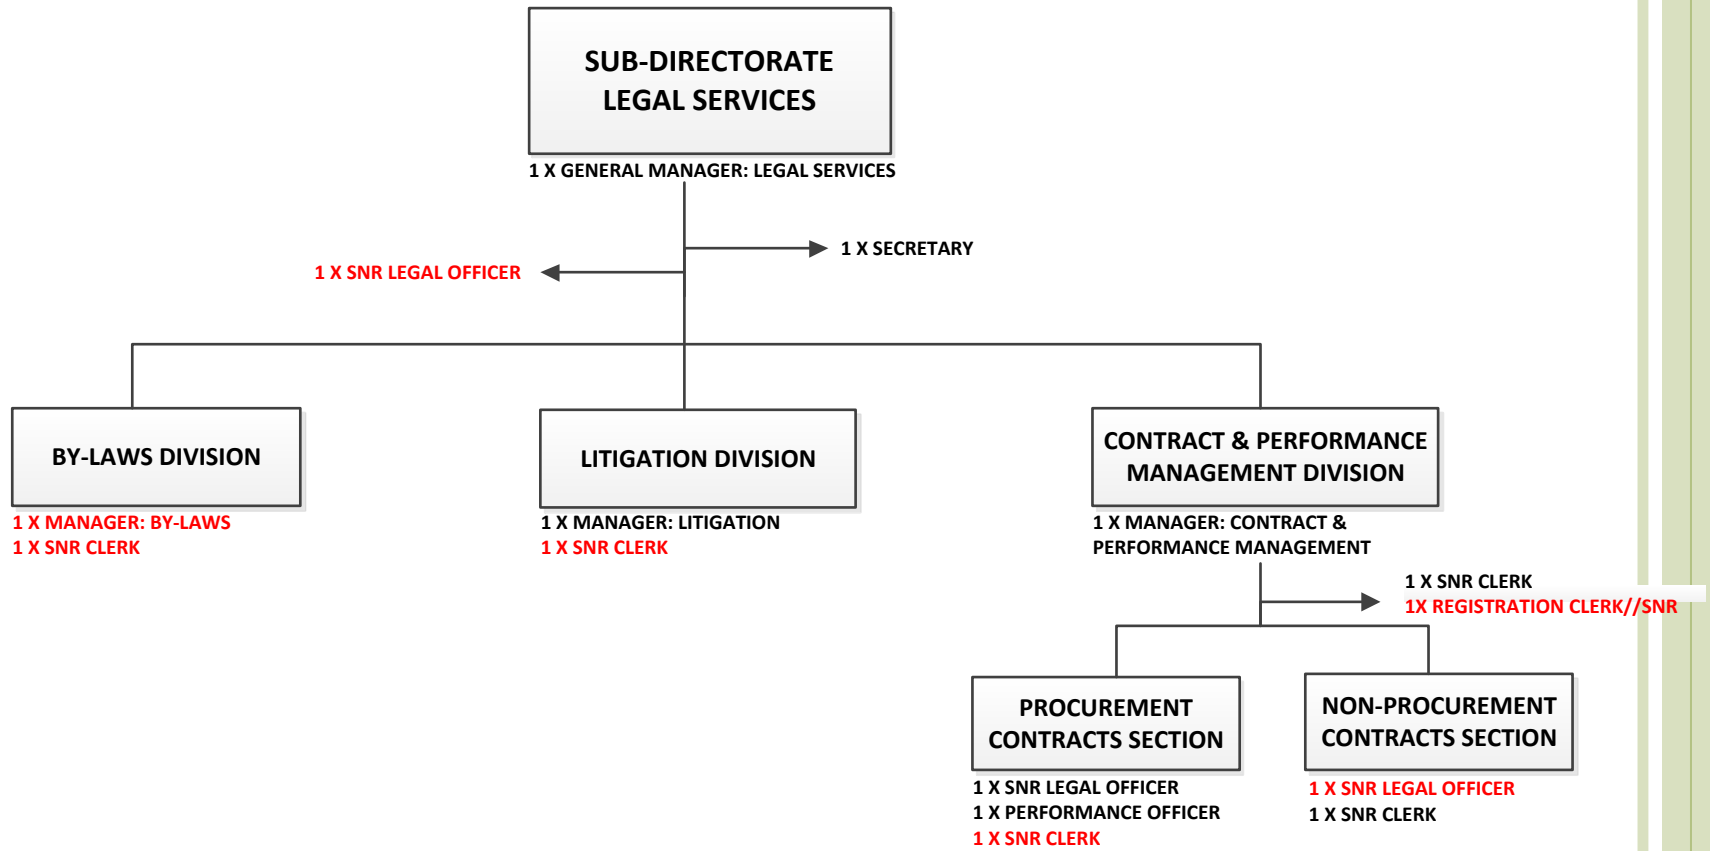 SUB-DIRECTORATE
LEGAL SERVICES
1 X GENERAL MANAGER: LEGAL SERVICES
1 X SECRETARY
1 X SNR LEGAL OFFICER
BY-LAWS DIVISION
1 X MANAGER: BY-LAWS
1 X SNR CLERK
LITIGATION DIVISION
1 X MANAGER: LITIGATION
1 X SNR CLERK
CONTRACT & PERFORMANCE
MANAGEMENT DIVISION
1 X MANAGER: CONTRACT &
PERFORMANCE MANAGEMENT
1 X SNR CLERK
1X REGISTRATION CLERK//SNR
PROCUREMENT
CONTRACTS SECTION
1 X SNR LEGAL OFFICER
1 X PERFORMANCE OFFICER
1 X SNR CLERK
NON-PROCUREMENT
CONTRACTS SECTION
1 X SNR LEGAL OFFICER
1 X SNR CLERK